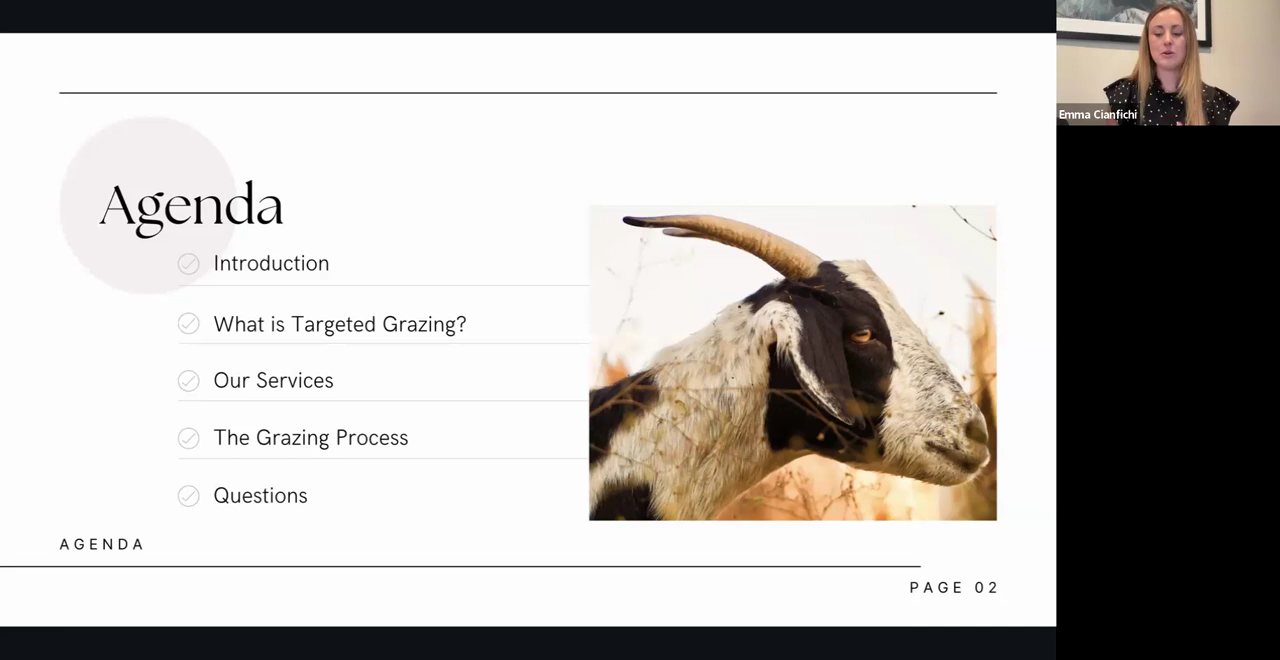 Agenda
Introduction
What is Targeted Grazing?
Our Services
The Grazing Process
Questions
AGENDA
PAGE 02
Emma Cianfichi